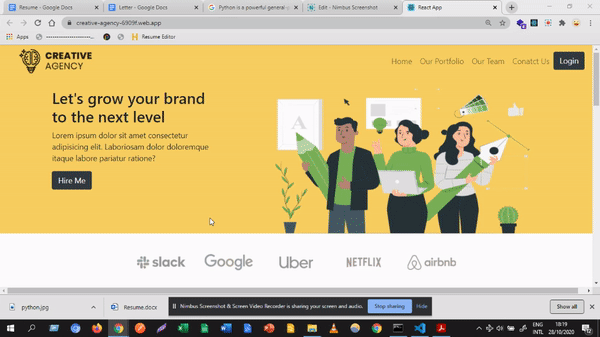 Resume - Google Docs
Letter - Google Docs
Python is a powerful general u
Edit - Nimbus Screenshot
React App
creative-agency-6909f.web.app
Apps
Resume Editor
CREATIVE
AGENCY
Home Our Portfolio Our Team Conatct Us Login
Let's grow your brand
to the next level
Lorem ipsum dolor sit amet consectetur
adipisicing elit. Laboriosam dolor doloremque
itaque labore pariatur ratione?
Hire Me
A
slack Google Uber NETFLIX airbnb
python.jpg
Resume.docx
Nimbus Screenshot & Screen Video Recorder is sharing your screen and audio.
Stop sharing
Hide
Show all
ENG
INTL
18:19
28/10/2020